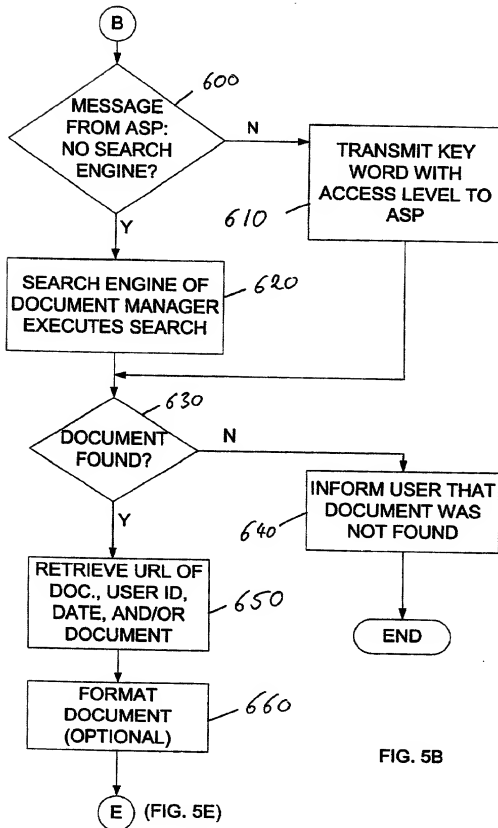 B
600
MESSAGE
FROM ASP:
NO SEARCH
ENGINE?
N
Y
TRANSMIT KEY
WORD WITH
ACCESS LEVEL TO
ASP
610
SEARCH ENGINE OF
DOCUMENT MANAGER
EXECUTES SEARCH
620
630
DOCUMENT
FOUND?
N
Y
INFORM USER THAT
DOCUMENT WAS
NOT FOUND
640
RETRIEVE URL OF
DOC., USER ID,
DATE, AND/OR
DOCUMENT
650
END
FORMAT
DOCUMENT
(OPTIONAL)
660
FIG. 5B
E (FIG. 5E)